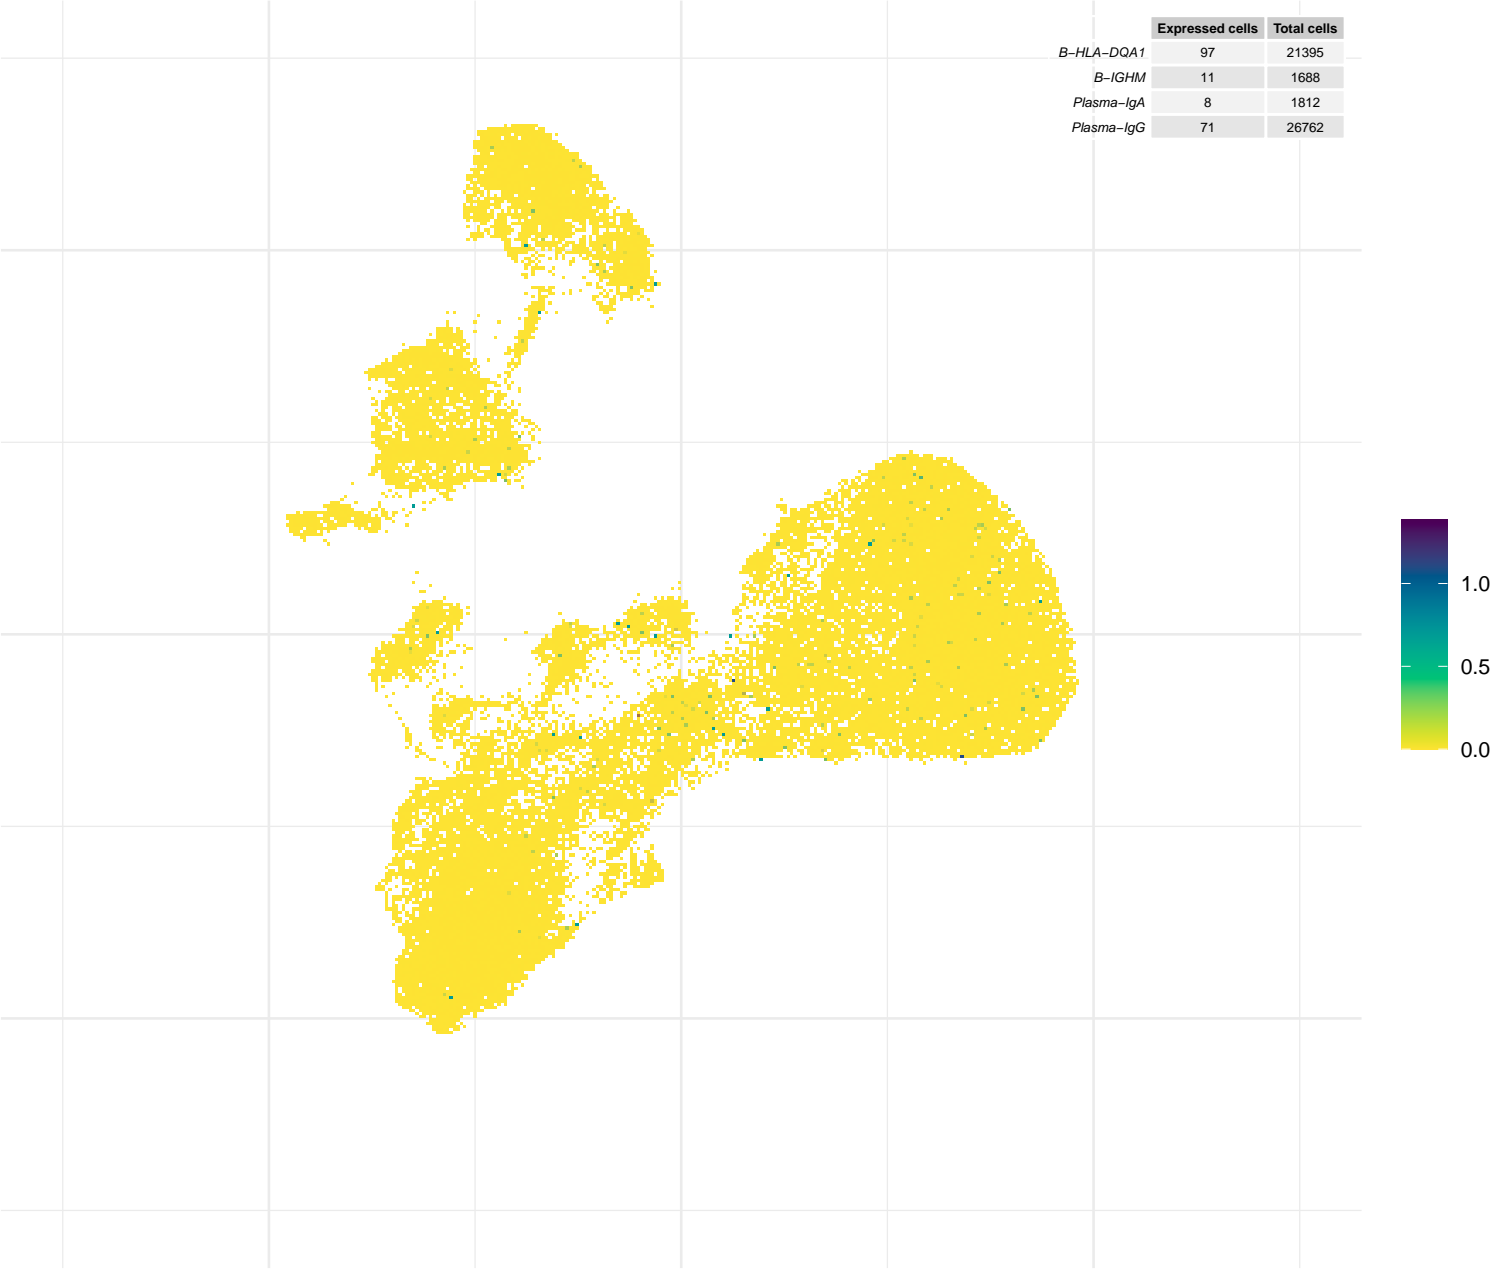 Expressed cells Total cells
B−HLA−DQA1 97 21395
B−IGHM 11 1688
Plasma−IgA 8 1812
Plasma−IgG 71 26762
1.0
0.5
0.0